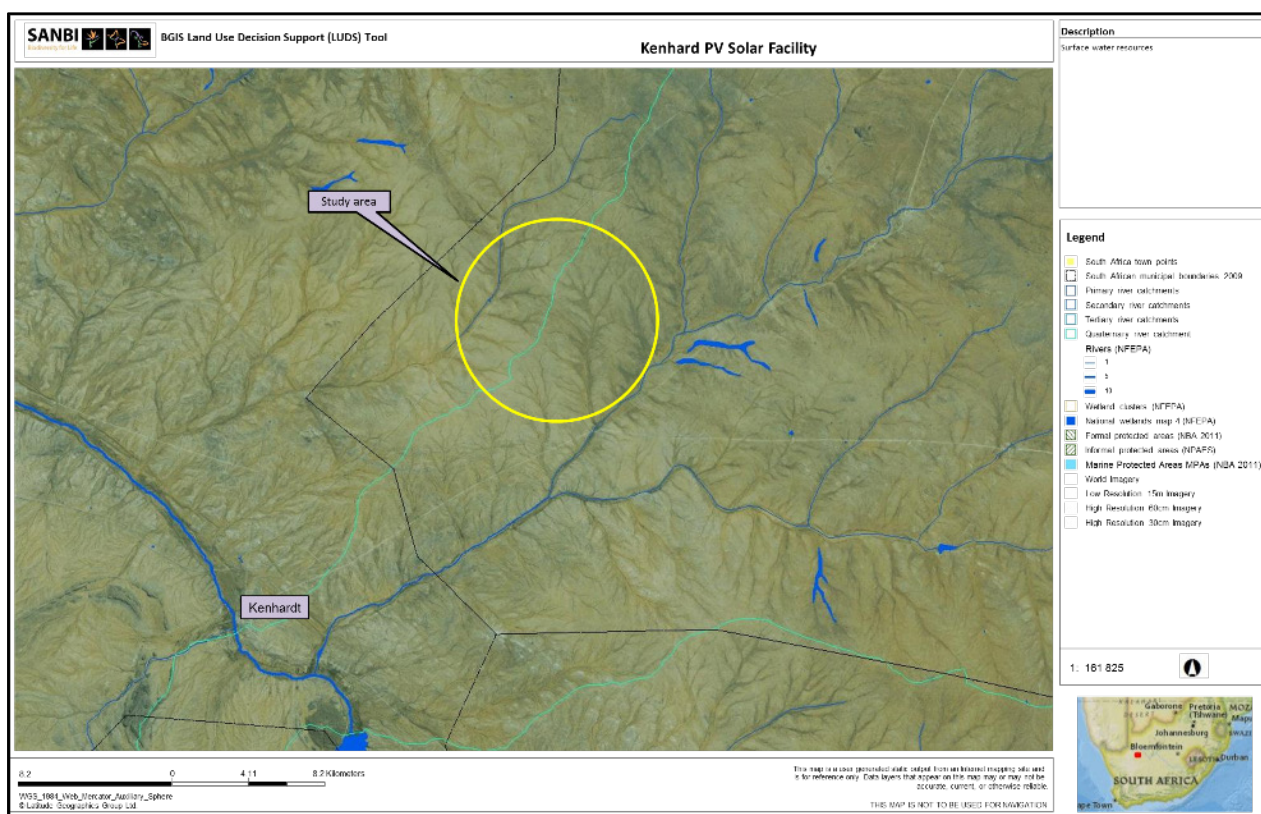 SANBI
Biodiversity for Life
BGIS Land Use Decision Support (LUDS) Tool
Kenhard PV Solar Facility
Description
Surface water resources
Study area
Kenhardt
Legend
South Africa town points
South African municipal boundaries 2009
Primary river catchments
Secondary river catchments
Tertiary river catchments
Quaternary river catchment
Rivers (NFEPA)
1
5
10
Wetland clusters (NFEPA)
National wetlands map 4 (NFEPA)
Formal protected areas (NBA 2011)
Informal protected areas (NPAES)
Marine Protected Areas MPAs (NBA 2011)
World Imagery
Low Resolution 15m Imagery
High Resolution 60cm Imagery
High Resolution 30cm Imagery
1: 161 825
Gaborone
Pretoria
(Tshwane)
MOZ
Mapu
Johannesburg
SWAZI
Bloemfontein
LESOTHO
Durban
SOUTH AFRICA
ape Town
8.2
0
4.11
8.2 Kilometers
WGS_1984_Web_Mercator_Auxiliary_Sphere
© Latitude Geographics Group Ltd.
This map is a user generated static output from an Internet mapping site and
is for reference only. Data layers that appear on this map may or may not be
accurate, current, or otherwise reliable.
THIS MAP IS NOT TO BE USED FOR NAVIGATION